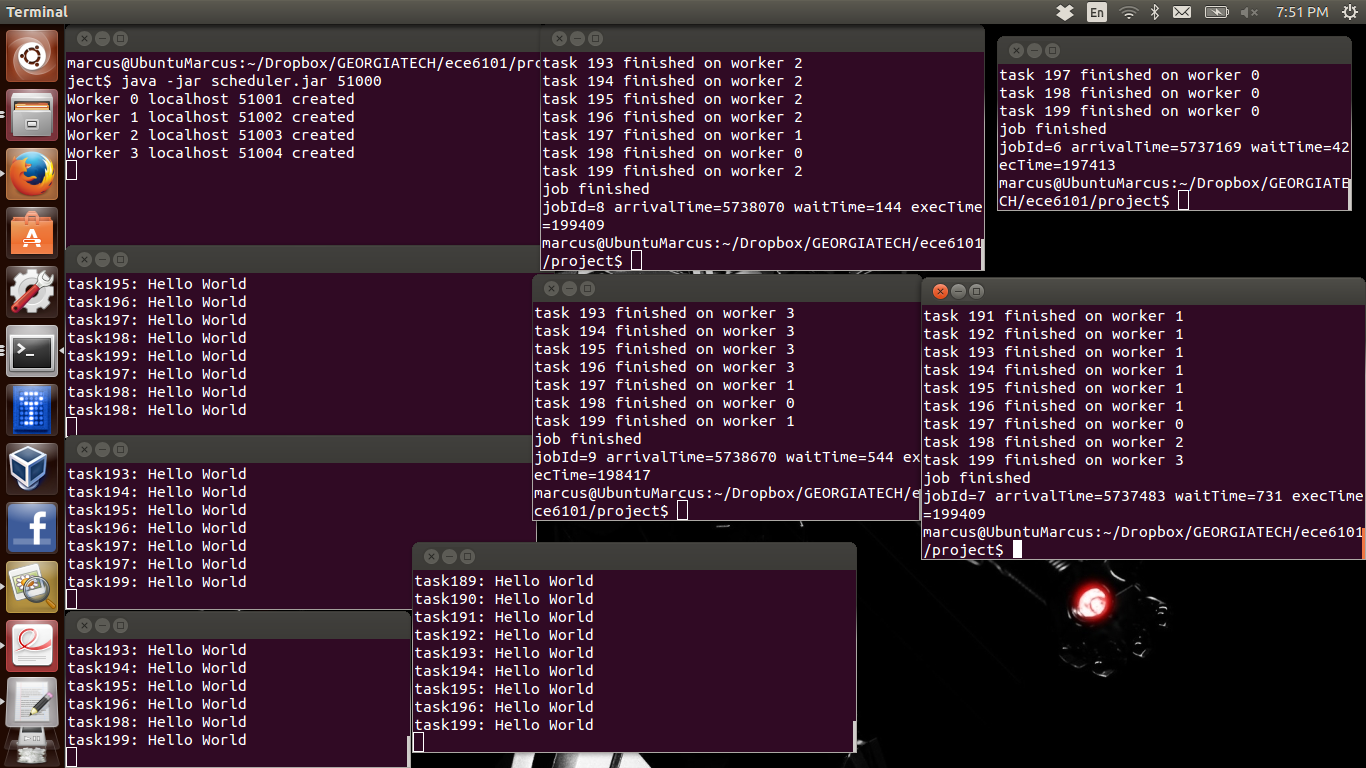 Terminal
En
7:51 PM
marcus@UbuntuMarcus:~/Dropbox/GEORGIATECH/ece6101/pro
ject$ java -jar scheduler.jar 51000
Worker 0 localhost 51001 created
Worker 1 localhost 51002 created
Worker 2 localhost 51003 created
Worker 3 localhost 51004 created
task 193 finished on worker 2
task 194 finished on worker 2
task 195 finished on worker 2
task 196 finished on worker 2
task 197 finished on worker 1
task 198 finished on worker 0
task 199 finished on worker 2
job finished
jobId=8 arrivalTime=5738070 waitTime=144 execTime
=199409
marcus@UbuntuMarcus:~/Dropbox/GEORGIATECH/ece6101
/project$
task 197 finished on worker 0
task 198 finished on worker 0
task 199 finished on worker 0
job finished
jobId=6 arrivalTime=5737169 waitTime=42
ecTime=197413
marcus@UbuntuMarcus:~/Dropbox/GEORGIATE
CH/ece6101/project$
task195: Hello World
task196: Hello World
task197: Hello World
task198: Hello World
task199: Hello World
task197: Hello World
task198: Hello World
task198: Hello World
task 193 finished on worker 3
task 194 finished on worker 3
task 195 finished on worker 3
task 196 finished on worker 3
task 197 finished on worker 1
task 198 finished on worker 0
task 199 finished on worker 1
job finished
jobId=9 arrivalTime=5738670 waitTime=544 ex
ecTime=198417
marcus@UbuntuMarcus:~/Dropbox/GEORGIATECH/e
ce6101/project$
task 191 finished on worker 1
task 192 finished on worker 1
task 193 finished on worker 1
task 194 finished on worker 1
task 195 finished on worker 1
task 196 finished on worker 1
task 197 finished on worker 0
task 198 finished on worker 2
task 199 finished on worker 3
job finished
jobId=7 arrivalTime=5737483 waitTime=731 execTime
=199409
marcus@UbuntuMarcus:~/Dropbox/GEORGIATECH/ece6101
/project$
task193: Hello World
task194: Hello World
task195: Hello World
task196: Hello World
task197: Hello World
task197: Hello World
task199: Hello World
task193: Hello World
task194: Hello World
task195: Hello World
task196: Hello World
task198: Hello World
task199: Hello World
task189: Hello World
task190: Hello World
task191: Hello World
task192: Hello World
task193: Hello World
task194: Hello World
task195: Hello World
task196: Hello World
task199: Hello World